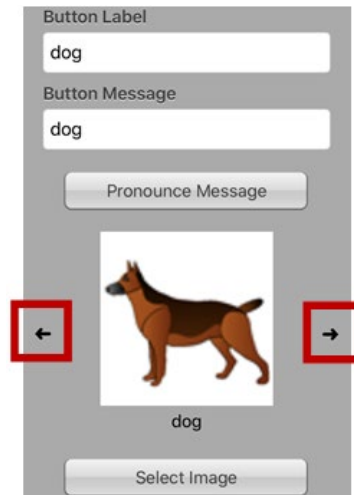 Button Label
dog
Button Message
dog
Pronounce Message
← →
dog
Select Image